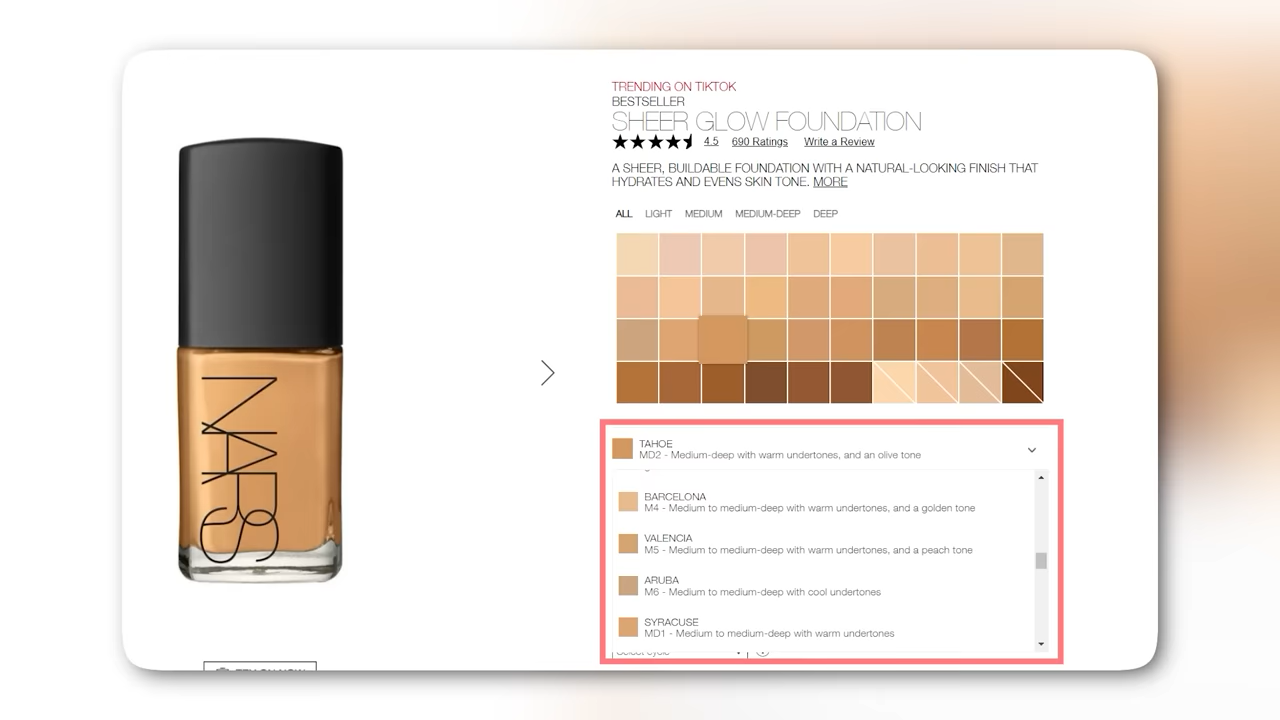 TRENDING ON TIKTOK
BESTSELLER
SHEER GLOW FOUNDATION
4.5 690 Ratings Write a Review
A SHEER, BUILDABLE FOUNDATION WITH A NATURAL-LOOKING FINISH THAT
HYDRATES AND EVENS SKIN TONE. MORE
ALL LIGHT MEDIUM MEDIUM-DEEP DEEP
NARS
TAHOE
MD2 - Medium-deep with warm undertones, and an olive tone
BARCELONA
M4 - Medium to medium-deep with warm undertones, and a golden tone
VALENCIA
M5 - Medium to medium-deep with warm undertones, and a peach tone
ARUBA
M6 - Medium to medium-deep with cool undertones
SYRACUSE
MD1 - Medium to medium-deep with warm undertones